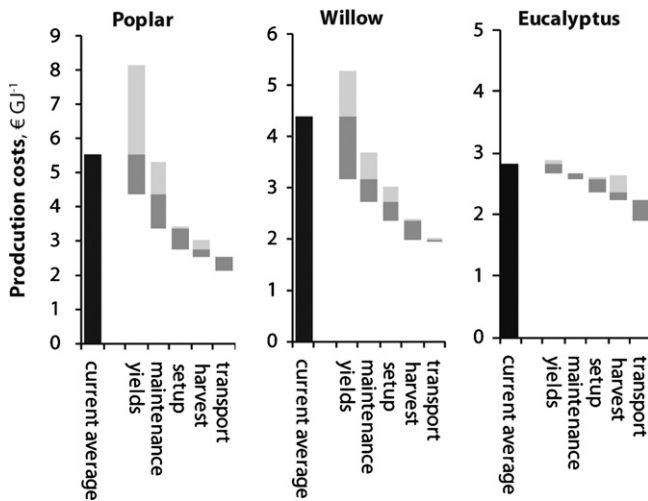 Poplar
Willow
Eucalyptus
Prodcution costs, € GJ-1
9
8
7
6
5
4
3
2
1
0
current average
yields
maintenance
setup
harvest
transport
6
5
4
3
2
1
0
current average
yields
maintenance
setup
harvest
transport
5
4
3
2
1
0
current average
yields
maintenance
setup
harvest
transport